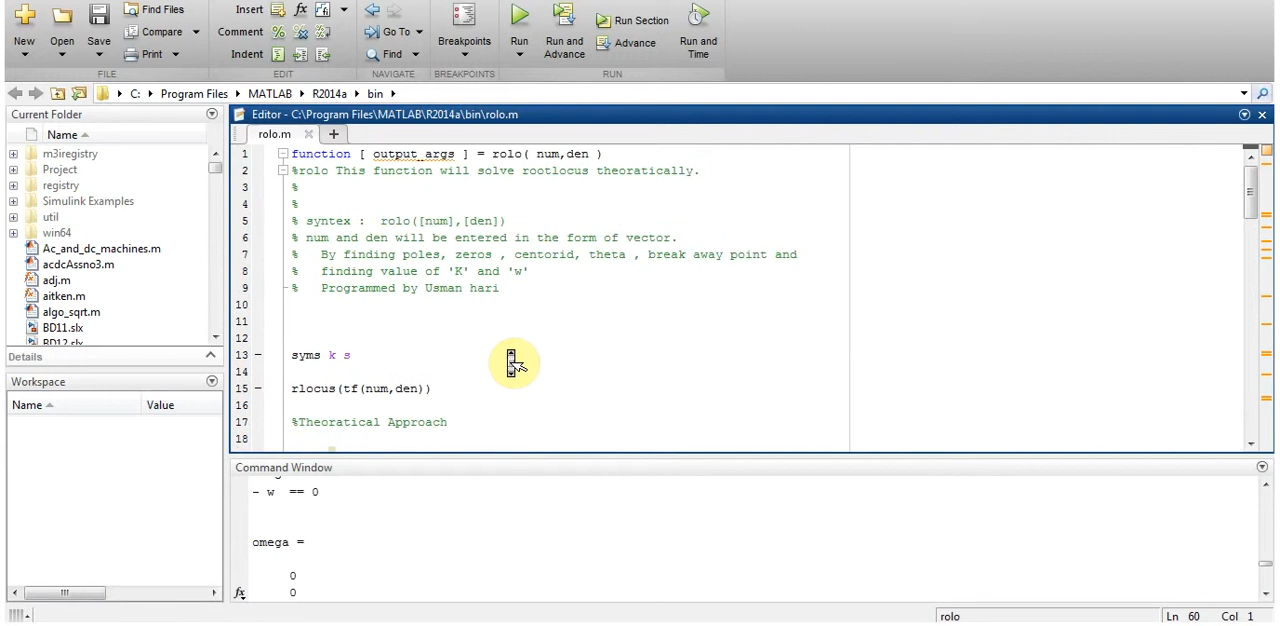 New Open Save Find Files Compare Print FILE
Insert fx Comment % Indent EDIT
Go To Find NAVIGATE
Breakpoints BREAKPOINTS
Run Run and Advance Run Section Advance Run and Time RUN
C: Program Files MATLAB R2014a bin
Current Folder
Name
m3iregistry
Project
registry
Simulink Examples
util
win64
Ac_and_dc_machines.m
acdcAssno3.m
adj.m
aitken.m
algo_sqrt.m
BD11.slx
BD12.slx
Details
Workspace
Name Value
Editor - C:\Program Files\MATLAB\R2014a\bin\rolo.m
rolo.m
1 function [ output_args ] = rolo( num,den )
2 %rolo This function will solve rootlocus theoratically.
3 %
4 %
5 % syntex : rolo([num],[den])
6 % num and den will be entered in the form of vector.
7 % By finding poles, zeros , centorid, theta , break away point and
8 % finding value of 'K' and 'w'
9 % Programmed by Usman hari
10
11
12
13 syms k s
14
15 rlocus(tf(num,den))
16
17 %Theoratical Approach
18
Command Window
- w == 0
omega =
0
0
fx
rolo Ln 60 Col 1